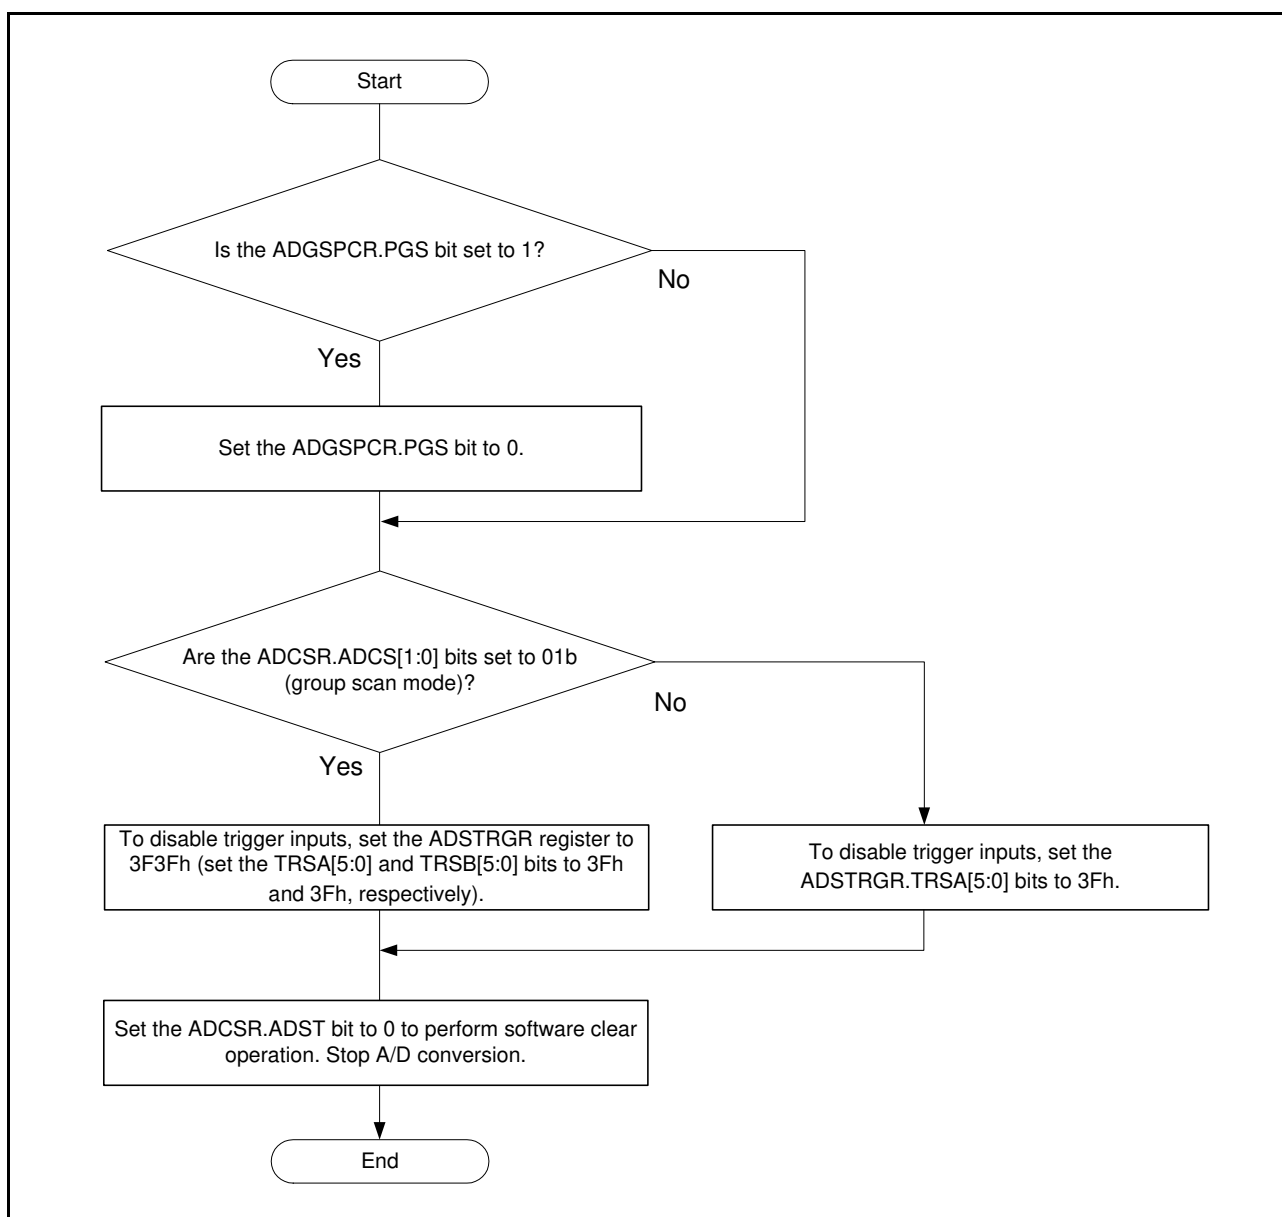 Start
Is the ADGSPCR.PGS bit set to 1?
No
Yes
Set the ADGSPCR.PGS bit to 0.
Are the ADCSR.ADCS[1:0] bits set to 01b
(group scan mode)?
No
Yes
To disable trigger inputs, set the ADSTRGR register to
3F3Fh (set the TRSA[5:0] and TRSB[5:0] bits to 3Fh
and 3Fh, respectively).
To disable trigger inputs, set the
ADSTRGR.TRSA[5:0] bits to 3Fh.
Set the ADCSR.ADST bit to 0 to perform software clear
operation. Stop A/D conversion.
End